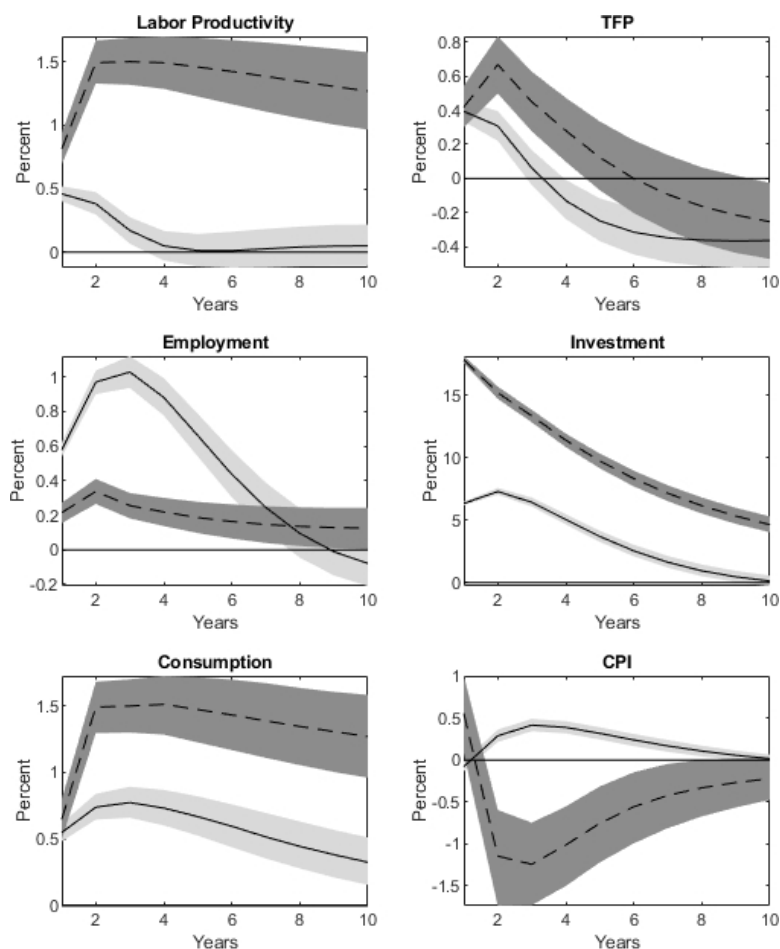 Labor Productivity
Percent
1.5
1
0.5
0
2 4 6 8 10
Years
TFP
Percent
0.8
0.6
0.4
0.2
0
-0.2
-0.4
2 4 6 8 10
Years
Employment
Percent
1
0.8
0.6
0.4
0.2
0
-0.2
2 4 6 8 10
Years
Investment
Percent
15
10
5
0
2 4 6 8 10
Years
Consumption
Percent
1.5
1
0.5
0
2 4 6 8 10
Years
CPI
Percent
1
0.5
0
-0.5
-1
-1.5
2 4 6 8 10
Years